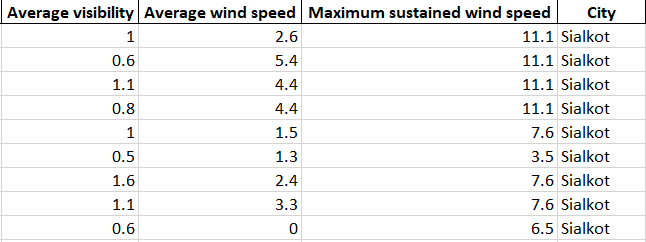 Average visibility Average wind speed Maximum sustained wind speed City
1 2.6 11.1 Sialkot
0.6 5.4 11.1 Sialkot
1.1 4.4 11.1 Sialkot
0.8 4.4 11.1 Sialkot
1 1.5 7.6 Sialkot
0.5 1.3 3.5 Sialkot
1.6 2.4 7.6 Sialkot
1.1 3.3 7.6 Sialkot
0.6 0 6.5 Sialkot